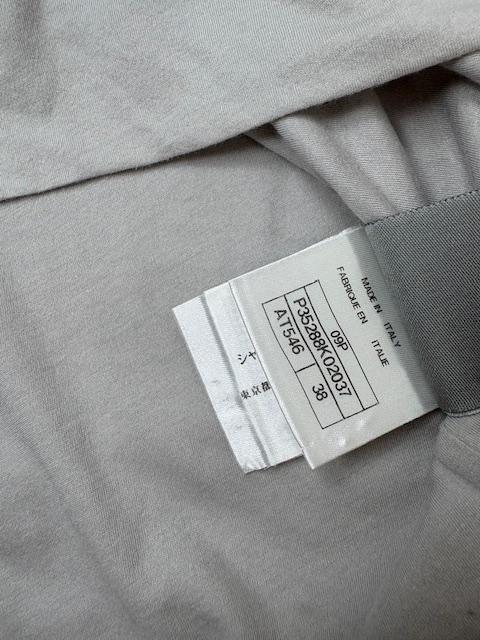 MADE IN ITALY
FABRIQUE EN ITALIE
09P
P35288K02037
AT546 38
シャ
東京都